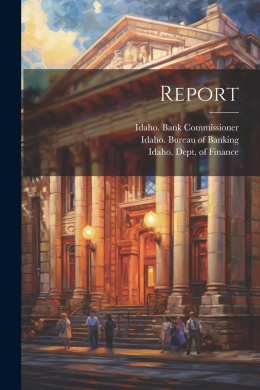 Report
Idaho. Bank Commissioner
Idaho. Bureau of Banking
Idaho. Dept. of Finance